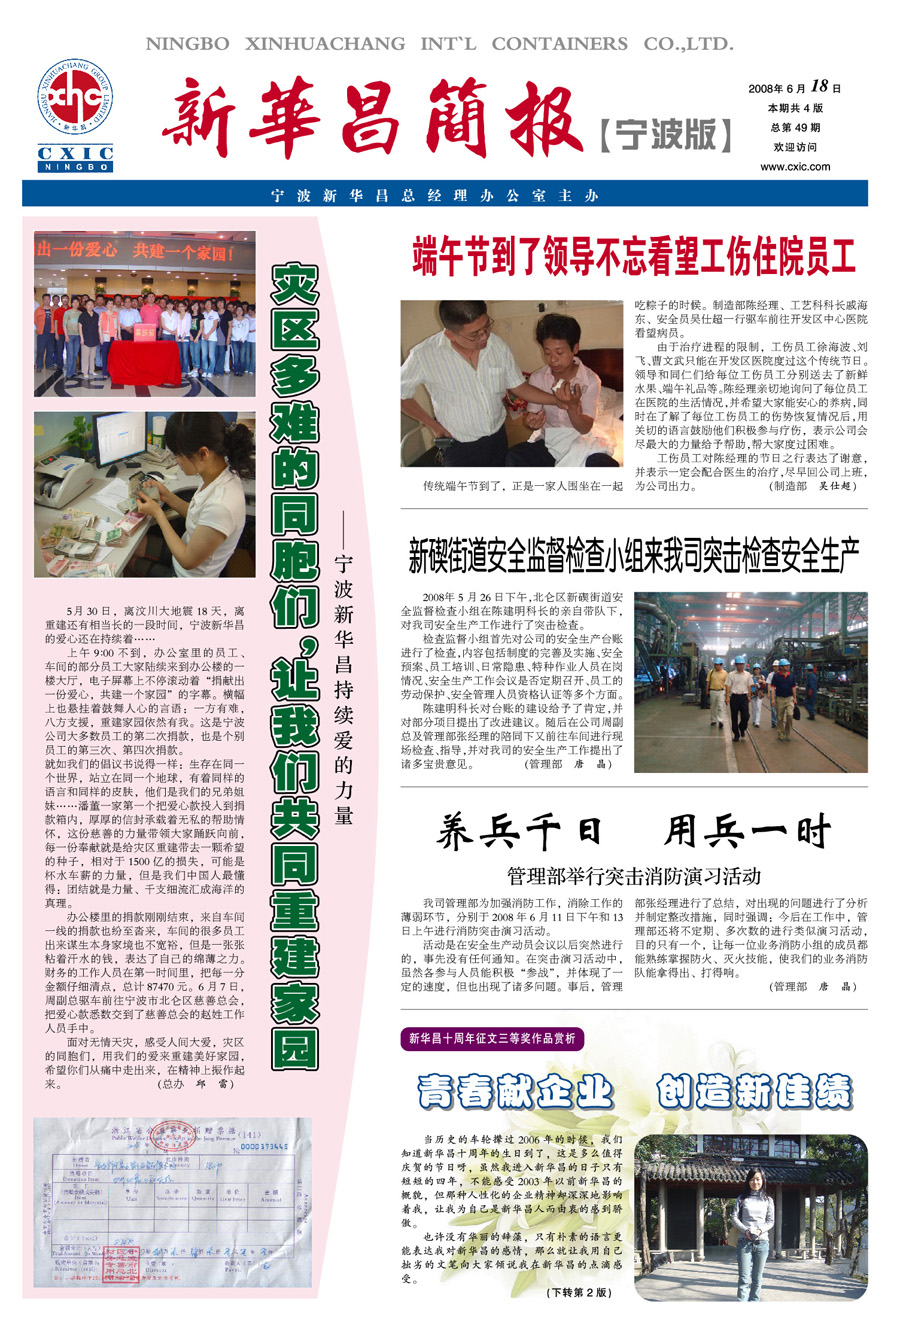 NINGBO XINHUACHANG INT`L CONTAINERS CO.,LTD.
JIANGSU XINHUACHANG GROUP LIMITED
xhc
·新华昌·
CXIC
NINGBO
新華昌簡报【宁波版】
2008年6月18日
本期共4版
总第49期
欢迎访问
www.cxic.com
宁波新华昌总经理办公室主办
出一份爱心 共建一个家园!
灾区多难的同胞们，让我们共同重建家园
——宁波新华昌持续爱的力量
5月30日，离汶川大地震18天，离
重建还有相当长的一段时间，宁波新华昌
的爱心还在持续着……
上午9:00不到，办公室里的员工、
车间的部分员工大家陆续来到办公楼的一
楼大厅，电子屏幕上不停滚动着“捐献出
一份爱心，共建一个家园”的字幕。横幅
上也悬挂着鼓舞人心的言语：一方有难，
八方支援，重建家园依然有我。这是宁波
公司大多数员工的第二次捐款，也是个别
员工的第三次、第四次捐款。
就如我们的倡议书说得一样：生存在同一
个世界，站立在同一个地球，有着同样的
语言和同样的皮肤，他们是我们的兄弟姐
妹……潘董一家第一个把爱心款投入到捐
款箱内，厚厚的信封承载着无私的帮助情
怀，这份慈善的力量带领大家踊跃向前，
每一份奉献就是给灾区重建带去一颗希望
的种子，相对于1500亿的损失，可能是
杯水车薪的力量，但是我们中国人最懂
得：团结就是力量、千支细流汇成海洋的
真理。
办公楼里的捐款刚刚结束，来自车间
一线的捐款也纷至沓来，车间的很多员工
出来谋生本身家境也不宽裕，但是一张张
粘着汗水的钱，表达了自己的绵薄之力。
财务的工作人员在第一时间里，把每一分
金额仔细清点，总计87470元。6月7日，
周副总驱车前往宁波市北仑区慈善总会，
把爱心款悉数交到了慈善总会的赵姓工作
人员手中。
面对无情天灾，感受人间大爱，灾区
的同胞们，用我们的爱来重建美好家园，
希望你们从痛中走出来，在精神上振作起
来。 (总办 邱 雷)
(141)
№ 0000373445
端午节到了领导不忘看望工伤住院员工
传统端午节到了，正是一家人围坐在一起
吃粽子的时候。制造部陈经理、工艺科科长戚海
东、安全员吴仕超一行驱车前往开发区中心医院
看望病员。
由于治疗进程的限制，工伤员工徐海波、刘
飞、曹文武只能在开发区医院度过这个传统节日。
领导和同仁们给每位工伤员工分别送去了新鲜
水果、端午礼品等。陈经理亲切地询问了每位员工
在医院的生活情况，并希望大家能安心的养病，同
时在了解了每位工伤员工的伤势恢复情况后，用
关切的语言鼓励他们积极参与疗伤，表示公司会
尽最大的力量给予帮助，帮大家度过困难。
工伤员工对陈经理的节日之行表达了谢意，
并表示一定会配合医生的治疗，尽早回公司上班，
为公司出力。 (制造部 吴仕超)
新碶街道安全监督检查小组来我司突击检查安全生产
2008年5月26日下午，北仑区新碶街道安
全监督检查小组在陈建明科长的亲自带队下，
对我司安全生产工作进行了突击检查。
检查监督小组首先对公司的安全生产台账
进行了检查，内容包括制度的完善及实施、安全
预案、员工培训、日常隐患、特种作业人员在岗
情况、安全生产工作会议是否定期召开、员工的
劳动保护、安全管理人员资格认证等多个方面。
陈建明科长对台账的建设给予了肯定，并
对部分项目提出了改进建议。随后在公司周副
总及管理部张经理的陪同下又前往车间进行现
场检查、指导，并对我司的安全生产工作提出了
诸多宝贵意见。 (管理部 唐 晶)
养兵千日 用兵一时
管理部举行突击消防演习活动
我司管理部为加强消防工作，消除工作的
薄弱环节，分别于2008年6月11日下午和13
日上午进行消防突击演习活动。
活动是在安全生产动员会议以后突然进行
的，事先没有任何通知。在突击演习活动中，
虽然各参与人员能积极“参战”，并体现了一
定的速度，但也出现了诸多问题。事后，管理
部张经理进行了总结，对出现的问题进行了分析
并制定整改措施，同时强调：今后在工作中，管
理部还将不定期、多次数的进行类似演习活动，
目的只有一个，让每一位业务消防小组的成员都
能熟练掌握防火、灭火技能，使我们的业务消防
队能拿得出、打得响。
(管理部 唐 晶)
新华昌十周年征文三等奖作品赏析
青春献企业 创造新佳绩
当历史的车轮撵过2006年的时候，我们
知道新华昌十周年的生日到了，这是多么值得
庆贺的节日呀，虽然我进入新华昌的日子只有
短短的四年，不能感受2003年以前新华昌的
概貌，但那种人性化的企业精神却深深地影响
着我，让我为自己是新华昌人而由衷的感到骄
傲。
也许没有华丽的辞藻，只有朴素的语言更
能表达我对新华昌的感情，那么就让我用自己
拙劣的文笔向大家倾说我在新华昌的点滴感
受。
(下转第2版)